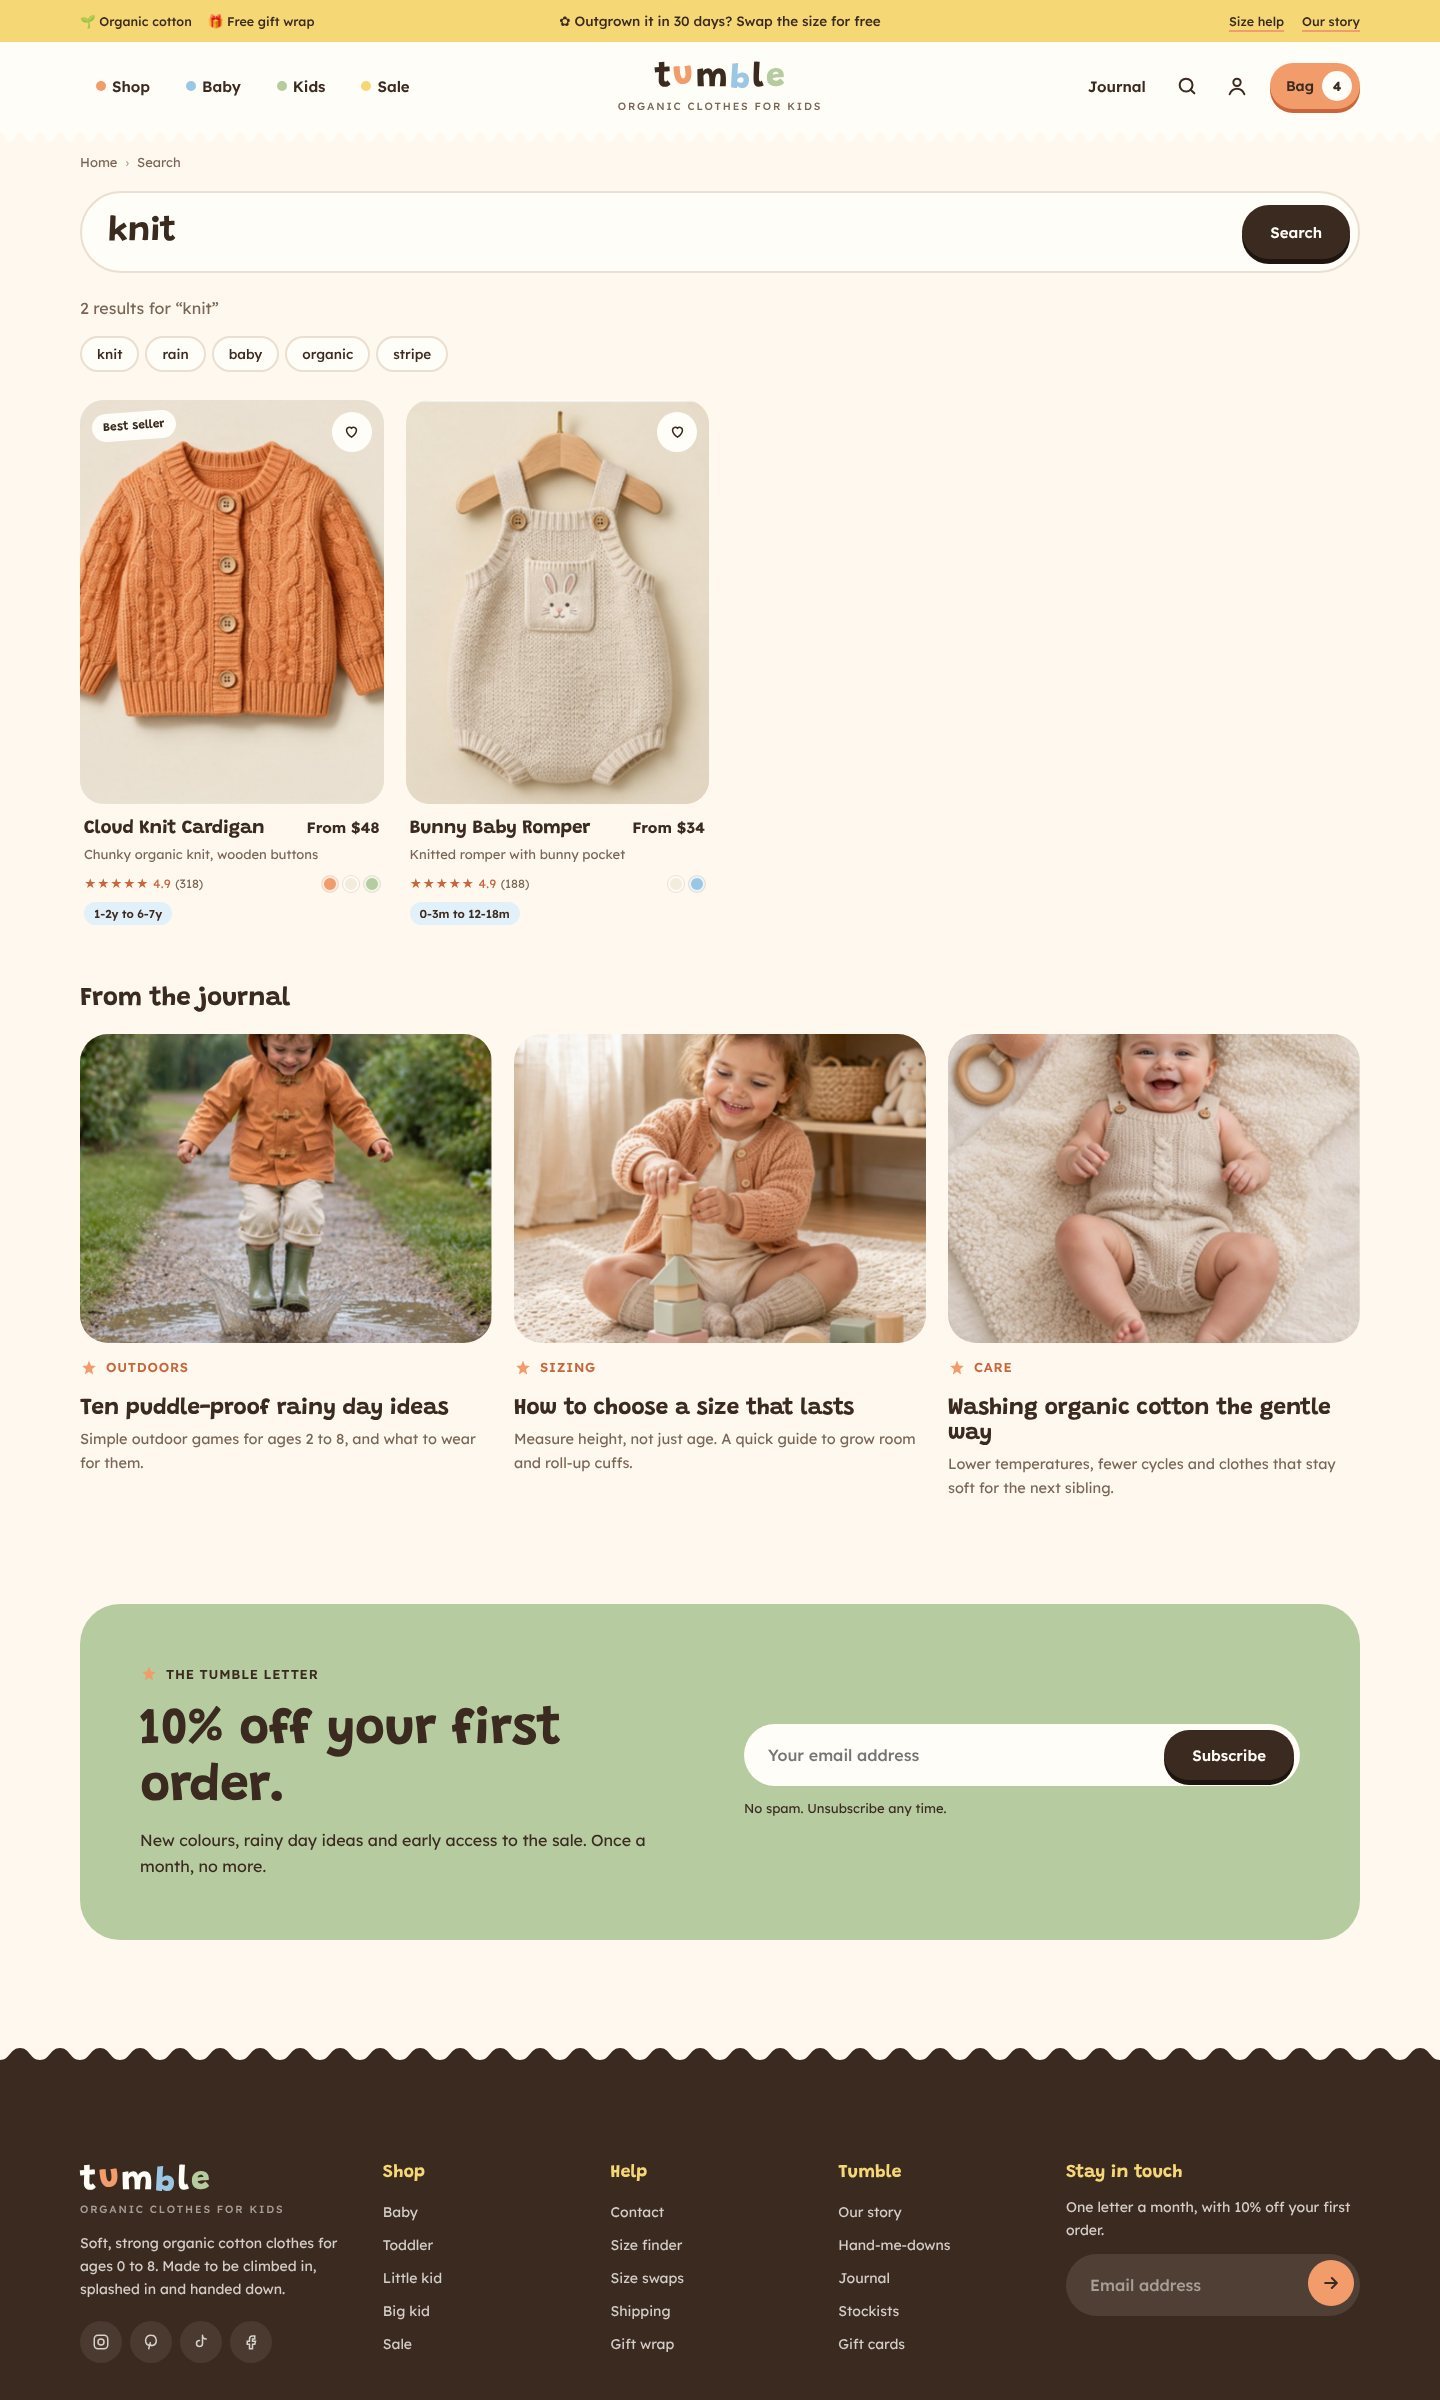 🌱 Organic cotton 🎁 Free gift wrap ✿ Outgrown it in 30 days? Swap the size for free Size help Our story
Shop Baby Kids Sale tumble Journal Bag 4
ORGANIC CLOTHES FOR KIDS
Home › Search
knit Search
2 results for “knit”
knit rain baby organic stripe
Best seller
Cloud Knit Cardigan From $48
Chunky organic knit, wooden buttons
★★★★★ 4.9 (318)
1-2y to 6-7y
Bunny Baby Romper From $34
Knitted romper with bunny pocket
★★★★★ 4.9 (188)
0-3m to 12-18m
From the journal
OUTDOORS
Ten puddle-proof rainy day ideas
Simple outdoor games for ages 2 to 8, and what to wear
for them.
SIZING
How to choose a size that lasts
Measure height, not just age. A quick guide to grow room
and roll-up cuffs.
CARE
Washing organic cotton the gentle
way
Lower temperatures, fewer cycles and clothes that stay
soft for the next sibling.
THE TUMBLE LETTER
10% off your first
order.
New colours, rainy day ideas and early access to the sale. Once a
month, no more.
Your email address Subscribe
No spam. Unsubscribe any time.
tumble
ORGANIC CLOTHES FOR KIDS
Soft, strong organic cotton clothes for
ages 0 to 8. Made to be climbed in,
splashed in and handed down.
Shop
Baby
Toddler
Little kid
Big kid
Sale
Help
Contact
Size finder
Size swaps
Shipping
Gift wrap
Tumble
Our story
Hand-me-downs
Journal
Stockists
Gift cards
Stay in touch
One letter a month, with 10% off your first
order.
Email address